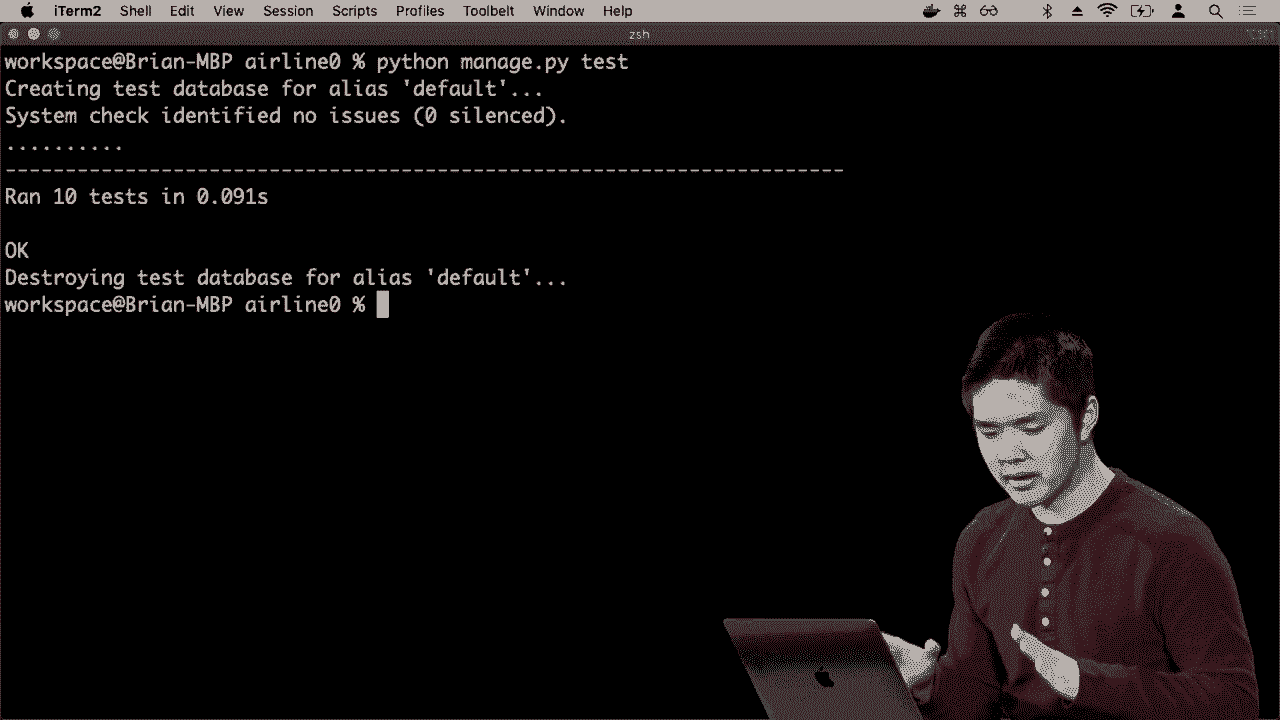 iTerm2 Shell Edit View Session Scripts Profiles Toolbelt Window Help
zsh
workspace@Brian-MBP airline0 % python manage.py test
Creating test database for alias 'default'...
System check identified no issues (0 silenced).
..........
----------------------------------------------------------------------
Ran 10 tests in 0.091s
OK
Destroying test database for alias 'default'...
workspace@Brian-MBP airline0 %